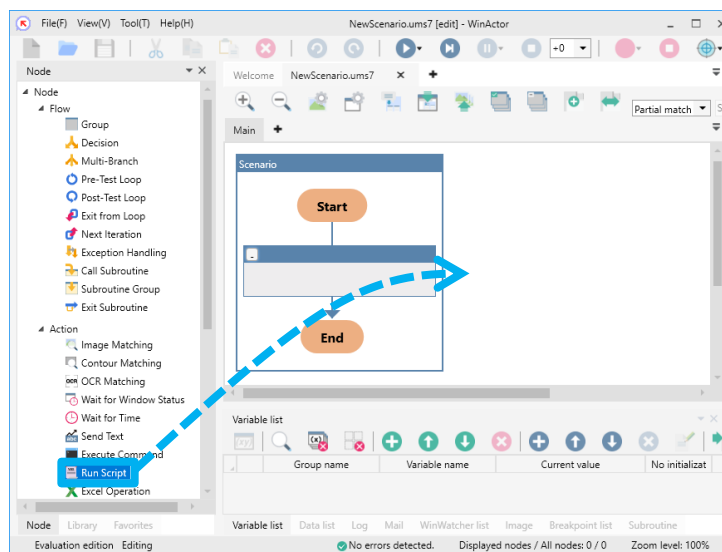 File(F) View(V) Tool(T) Help(H)
NewScenario.ums7 [edit] - WinActor
+0
Node
Node
Flow
Group
Decision
Multi-Branch
Pre-Test Loop
Post-Test Loop
Exit from Loop
Next Iteration
Exception Handling
Call Subroutine
Subroutine Group
Exit Subroutine
Action
Image Matching
Contour Matching
OCR Matching
Wait for Window Status
Wait for Time
Send Text
Execute Command
Run Script
Excel Operation
Node Library Favorites
Welcome NewScenario.ums7
Partial match
Main
Scenario
Start
End
Variable list
Group name Variable name Current value No initializat
Variable list Data list Log Mail WinWatcher list Image Breakpoint list Subroutine
Evaluation edition Editing
No errors detected. Displayed nodes / All nodes: 0 / 0 Zoom level: 100%